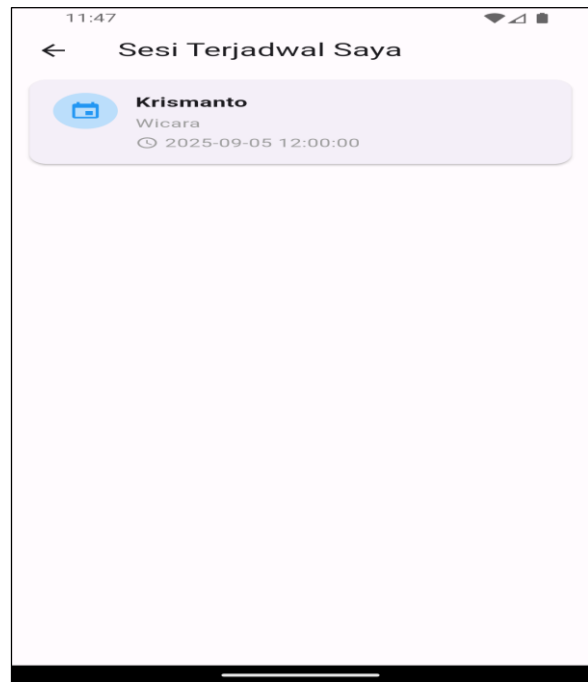 11:47
Sesi Terjadwal Saya
Krismanto
Wicara
2025-09-05 12:00:00